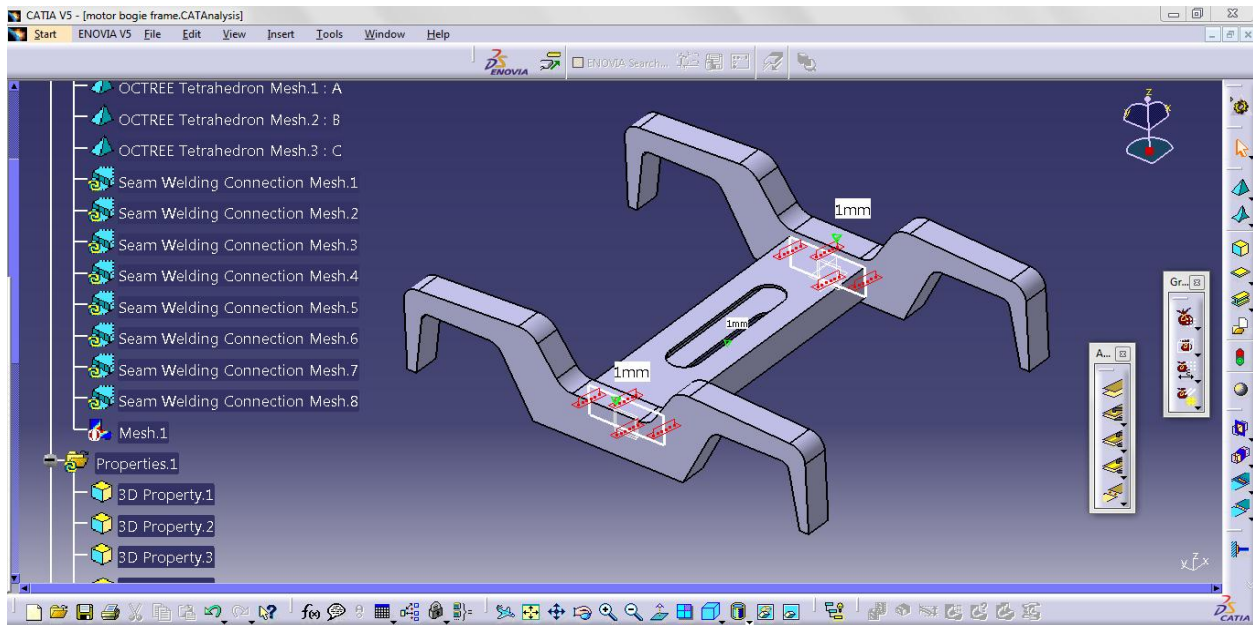 CATIA V5 - [motor bogie frame.CATAnalysis]
Start ENOVIA V5 File Edit View Insert Tools Window Help
DS ENOVIA ENOVIA Search...
OCTREE Tetrahedron Mesh.1 : A
OCTREE Tetrahedron Mesh.2 : B
OCTREE Tetrahedron Mesh.3 : C
Seam Welding Connection Mesh.1
Seam Welding Connection Mesh.2
Seam Welding Connection Mesh.3
Seam Welding Connection Mesh.4
Seam Welding Connection Mesh.5
Seam Welding Connection Mesh.6
Seam Welding Connection Mesh.7
Seam Welding Connection Mesh.8
Mesh.1
Properties.1
3D Property.1
3D Property.2
3D Property.3
z
y x
1mm
1mm
1mm
Gr...
A...
y z x
f(x)
DS CATIA